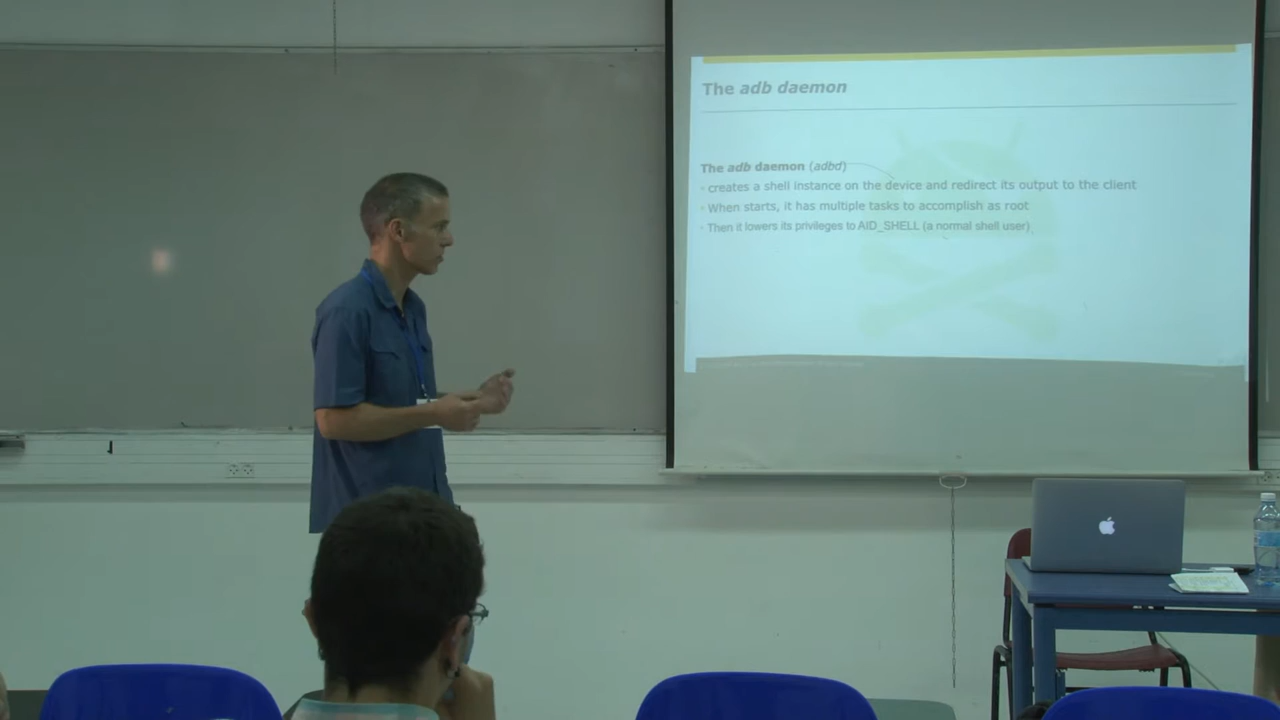 The adb daemon
The adb daemon (adbd)
• creates a shell instance on the device and redirect its output to the client
• When starts, it has multiple tasks to accomplish as root
• Then it lowers its privileges to AID_SHELL (a normal shell user)